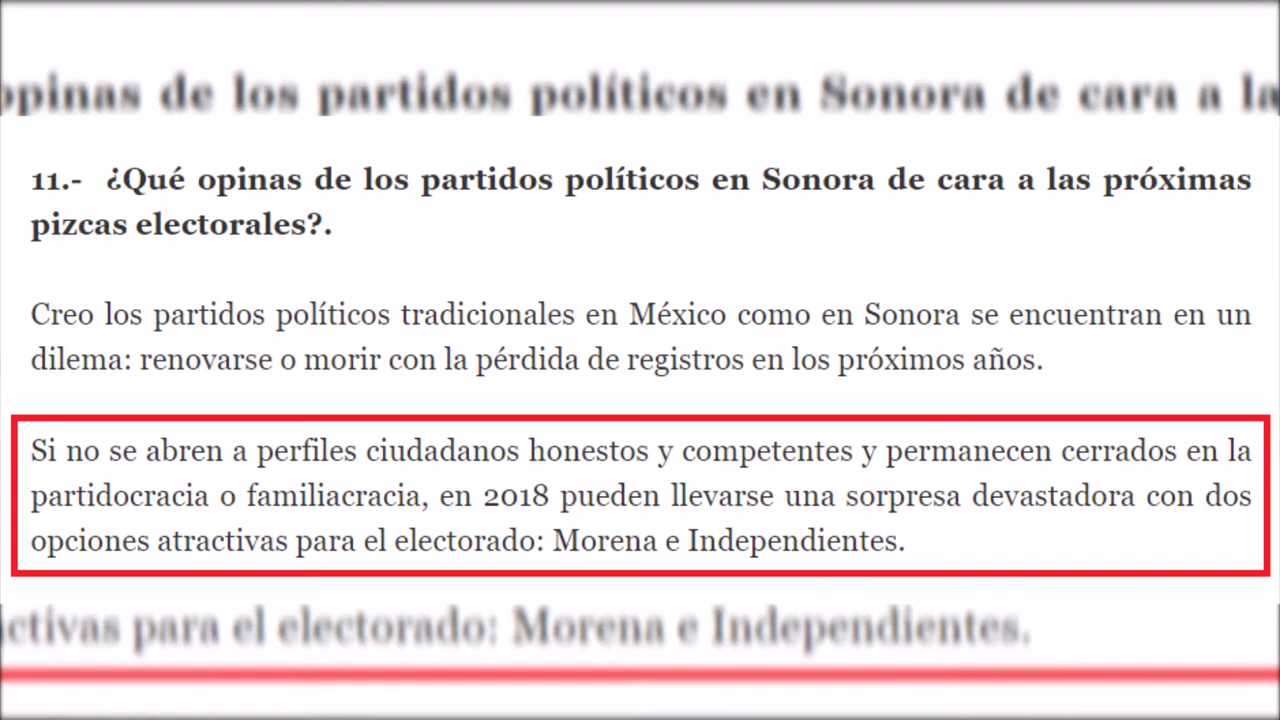 opinas de los partidos políticos en Sonora de cara a la
11.- ¿Qué opinas de los partidos políticos en Sonora de cara a las próximas
pizcas electorales?.
Creo los partidos políticos tradicionales en México como en Sonora se encuentran en un
dilema: renovarse o morir con la pérdida de registros en los próximos años.
Si no se abren a perfiles ciudadanos honestos y competentes y permanecen cerrados en la
partidocracia o familiacracia, en 2018 pueden llevarse una sorpresa devastadora con dos
opciones atractivas para el electorado: Morena e Independientes.
ctivas para el electorado: Morena e Independientes.